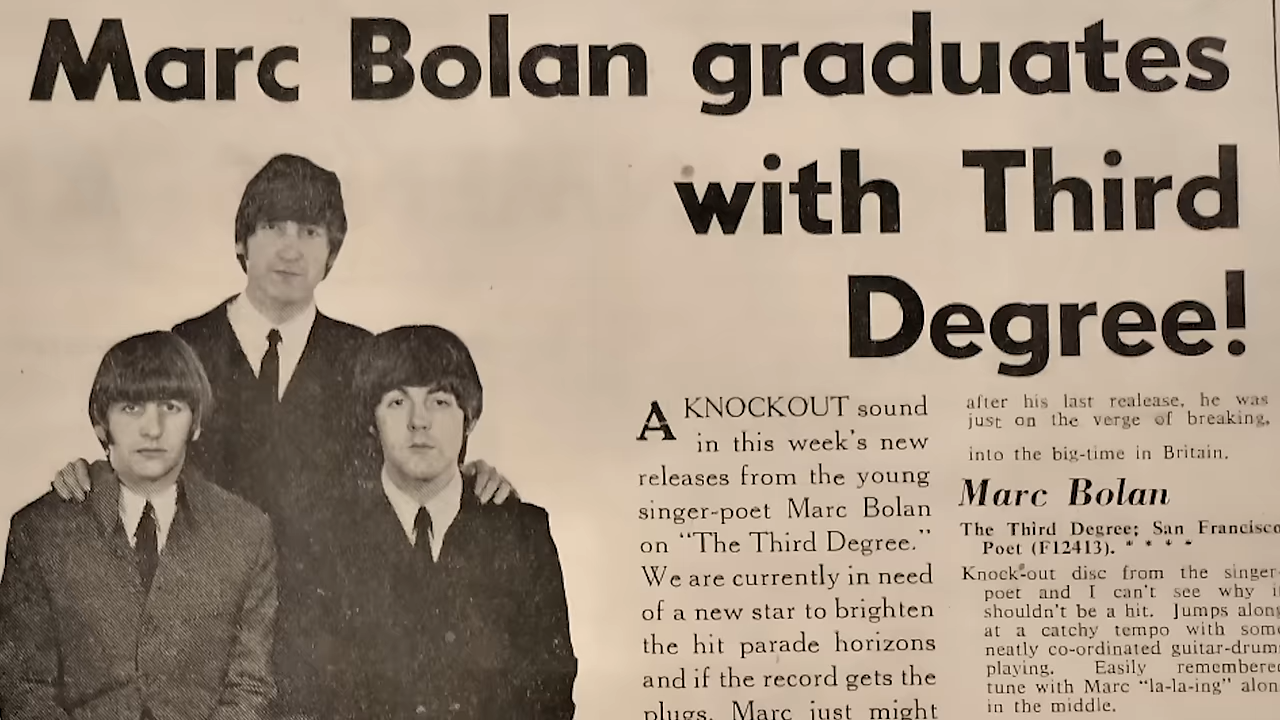 Marc Bolan graduates
with Third
Degree!
A KNOCKOUT sound
in this week's new
releases from the young
singer-poet Marc Bolan
on "The Third Degree."
We are currently in need
of a new star to brighten
the hit parade horizons
and if the record gets the
plugs, Marc just might
after his last realease, he was
just on the verge of breaking,
into the big-time in Britain.
Marc Bolan
The Third Degree; San Francisco
Poet (F12413). * * * *
Knock-out disc from the singer-
poet and I can't see why i
shouldn't be a hit. Jumps along
at a catchy tempo with some
neatly co-ordinated guitar-drum
playing. Easily remembere
tune with Marc "la-la-ing" alon
in the middle.